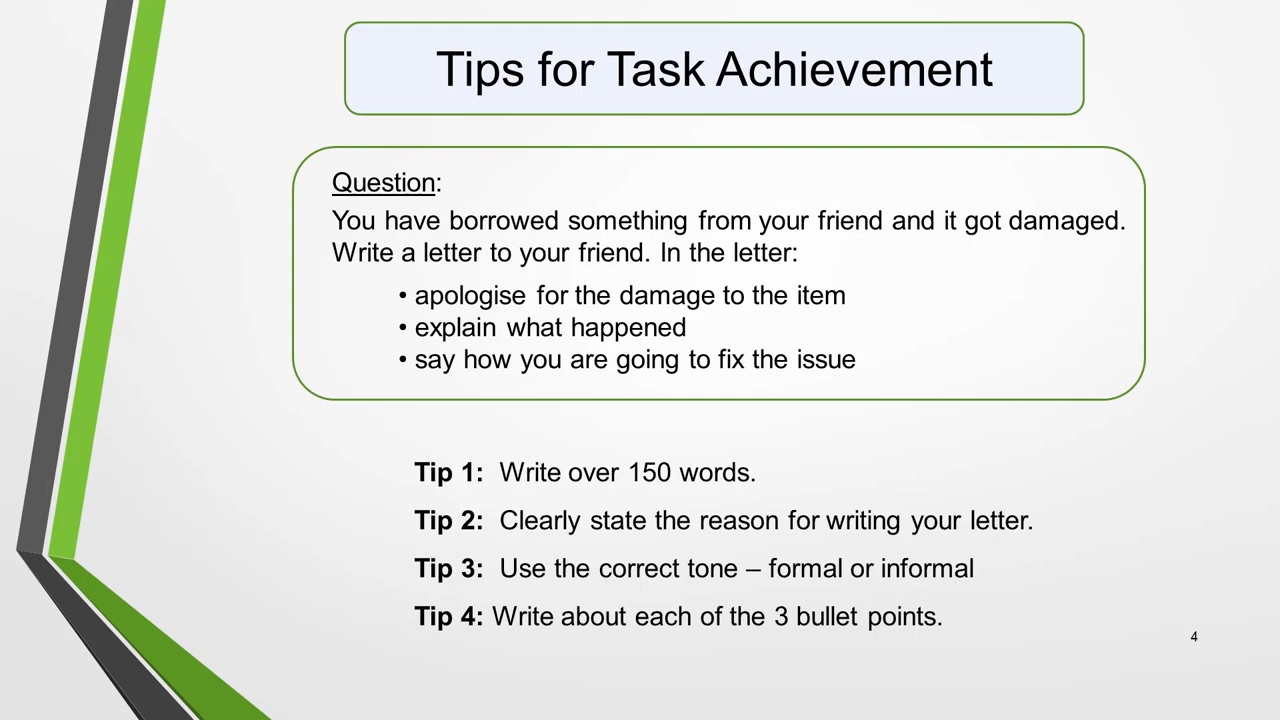 Tips for Task Achievement
Question:
You have borrowed something from your friend and it got damaged.
Write a letter to your friend. In the letter:
• apologise for the damage to the item
• explain what happened
• say how you are going to fix the issue
Tip 1: Write over 150 words.
Tip 2: Clearly state the reason for writing your letter.
Tip 3: Use the correct tone – formal or informal
Tip 4: Write about each of the 3 bullet points.
4